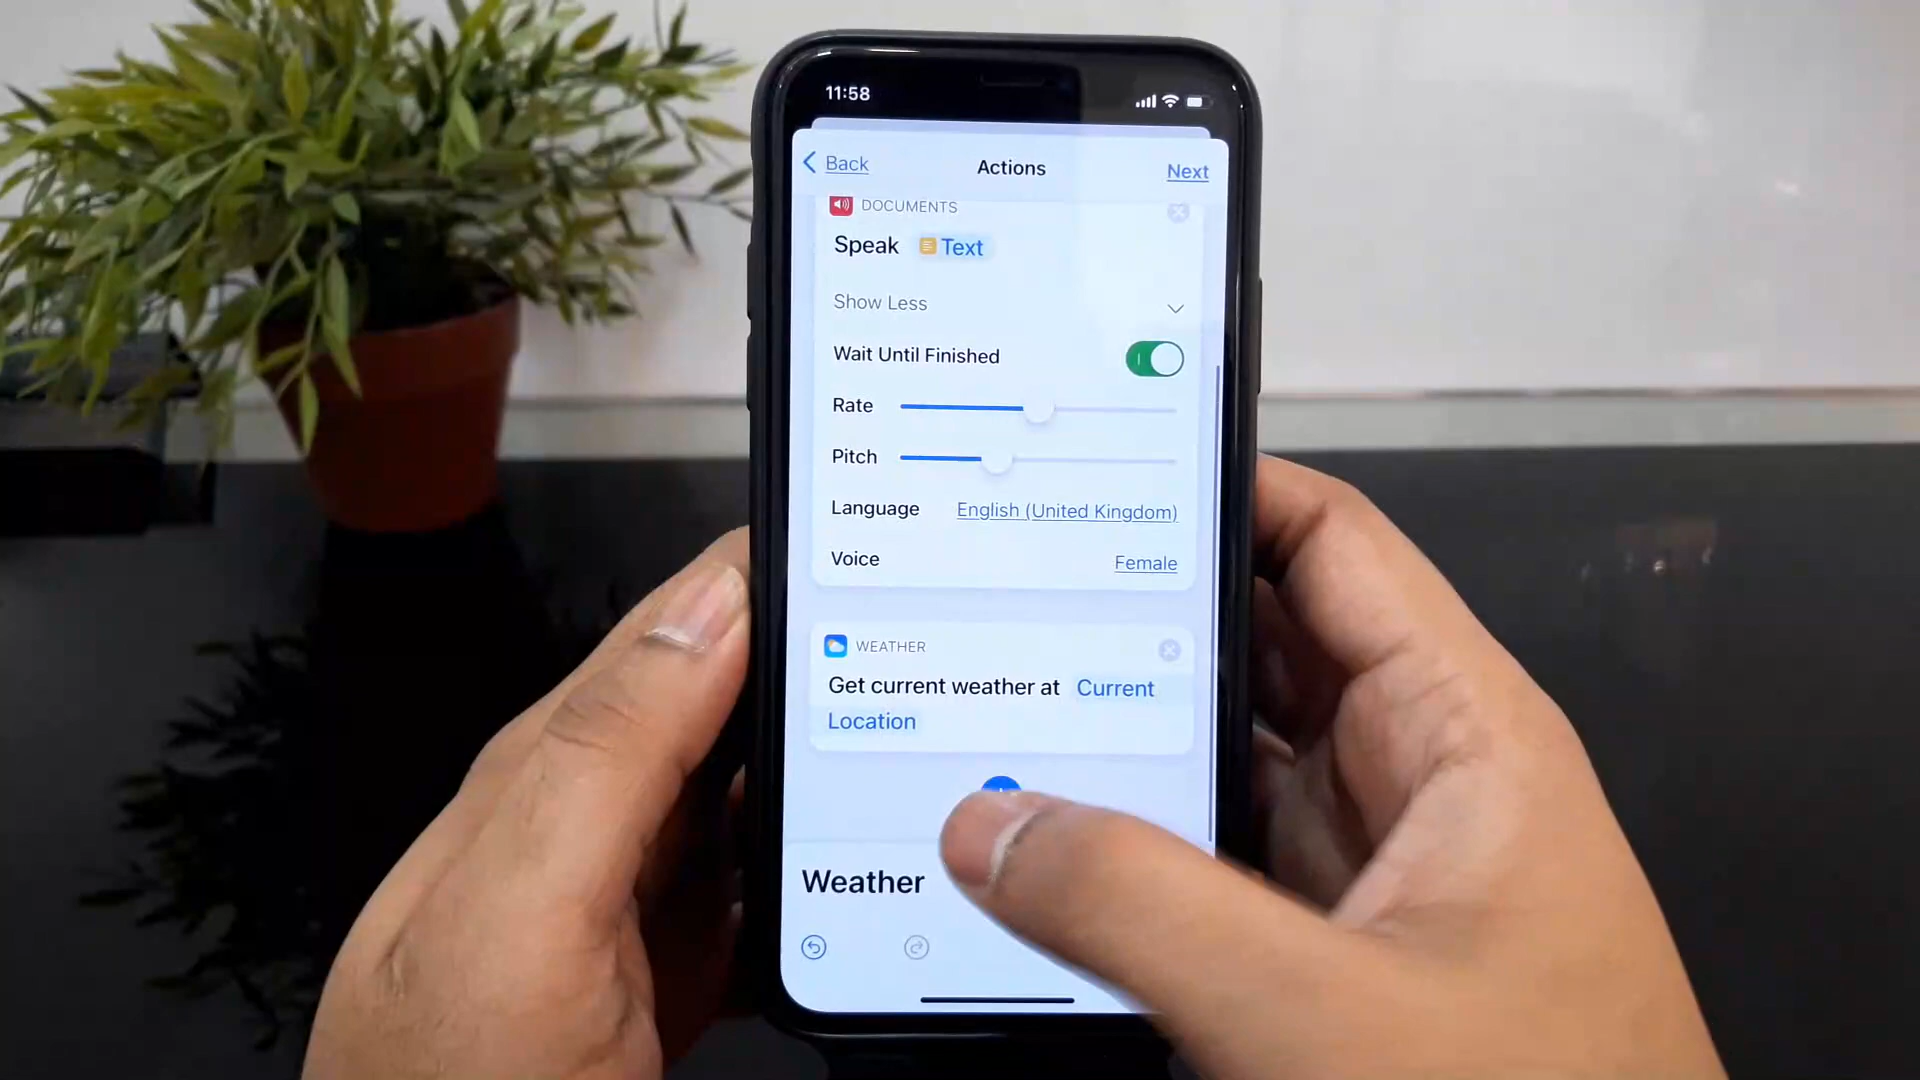 11:58
Back
Actions
Next
DOCUMENTS
Speak Text
Show Less
Wait Until Finished
Rate
Pitch
Language English (United Kingdom)
Voice Female
WEATHER
Get current weather at Current
Location
Weather